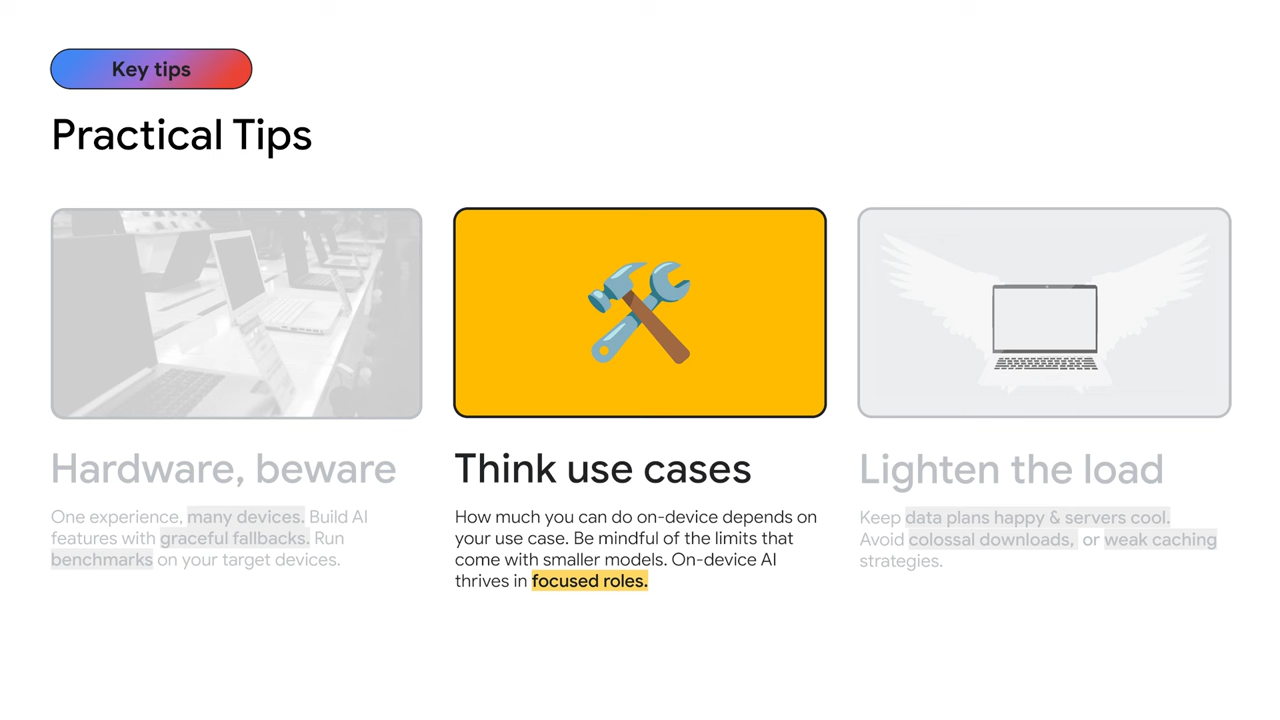 Key tips
Practical Tips
Hardware, beware
One experience, many devices. Build AI
features with graceful fallbacks. Run
benchmarks on your target devices.
Think use cases
How much you can do on-device depends on
your use case. Be mindful of the limits that
come with smaller models. On-device AI
thrives in focused roles.
Lighten the load
Keep data plans happy & servers cool.
Avoid colossal downloads, or weak caching
strategies.